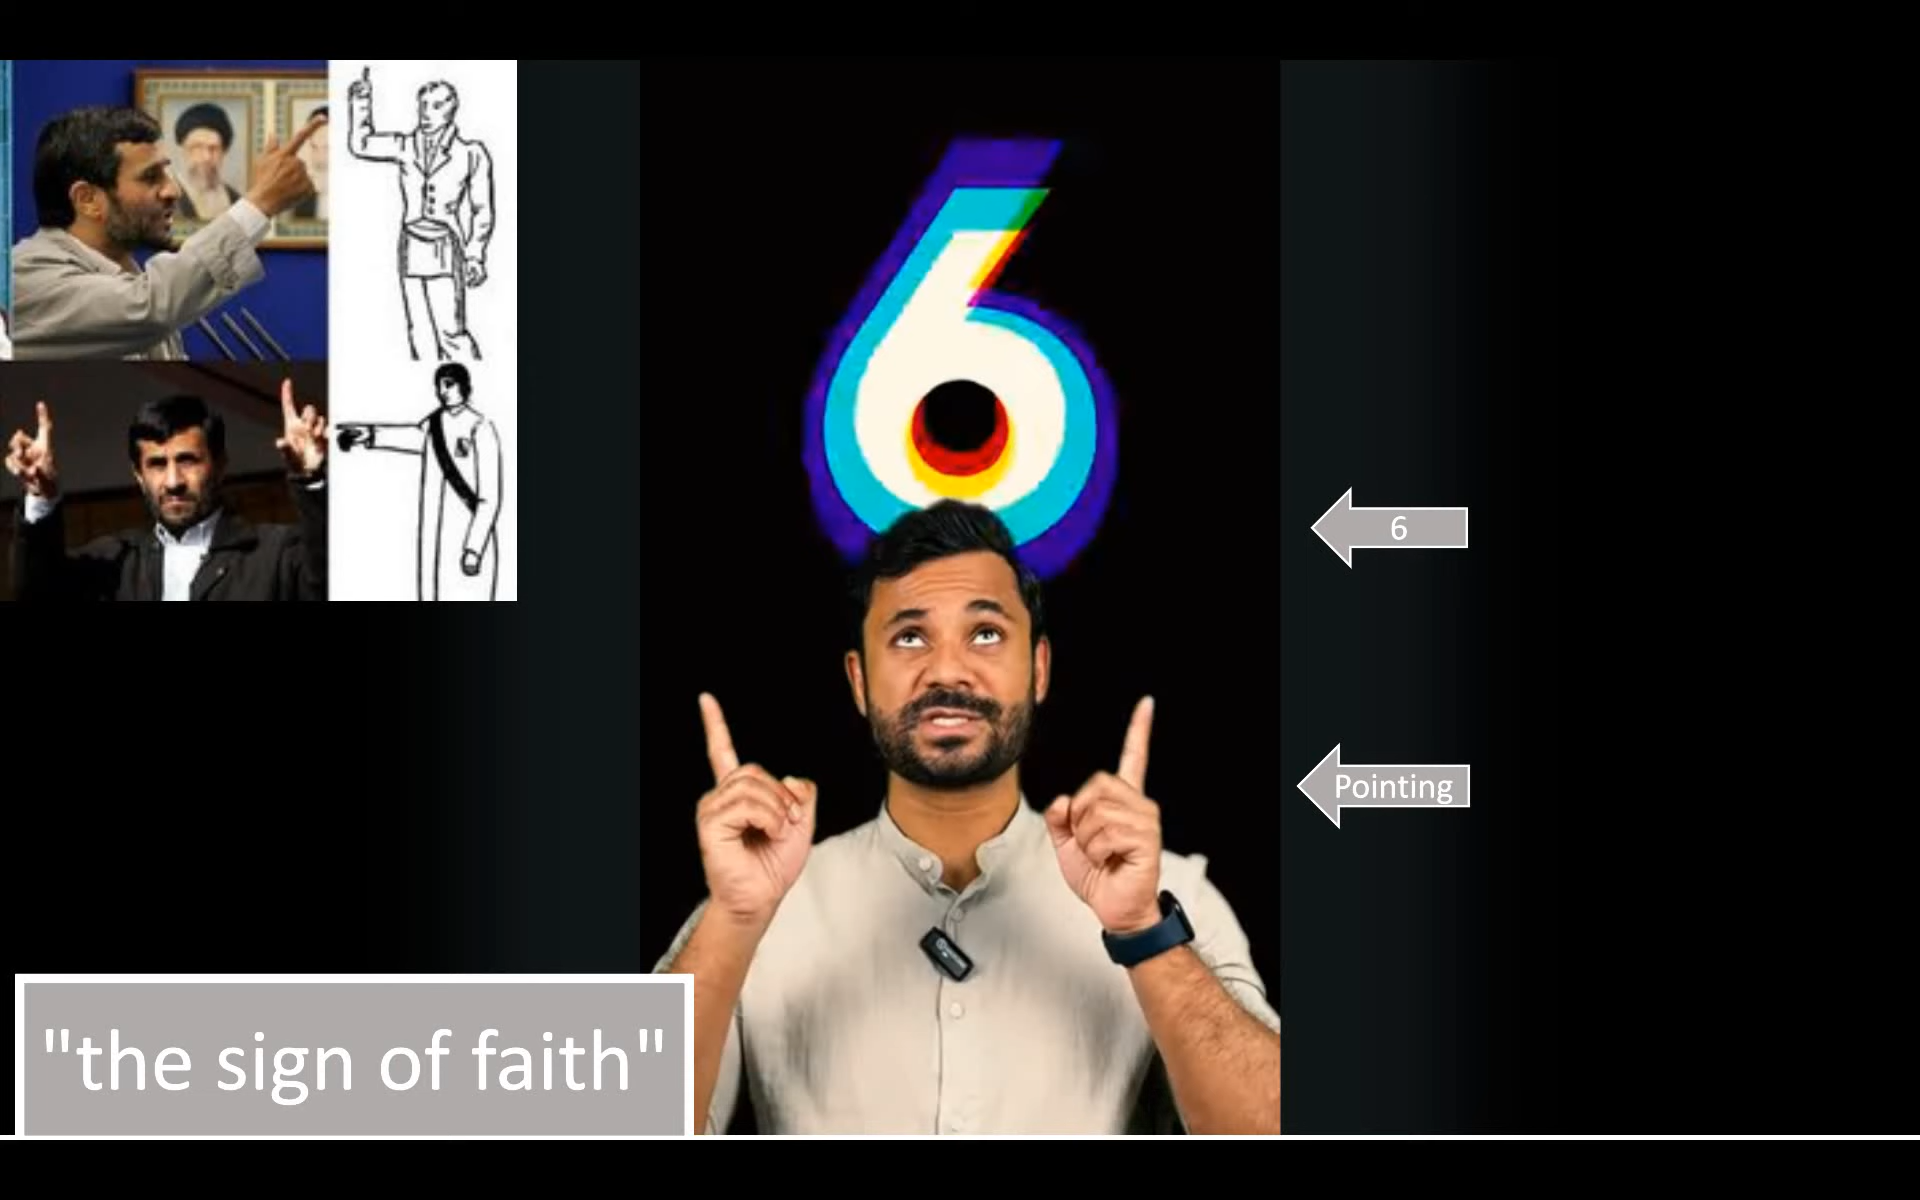 6
6
Pointing
"the sign of faith"